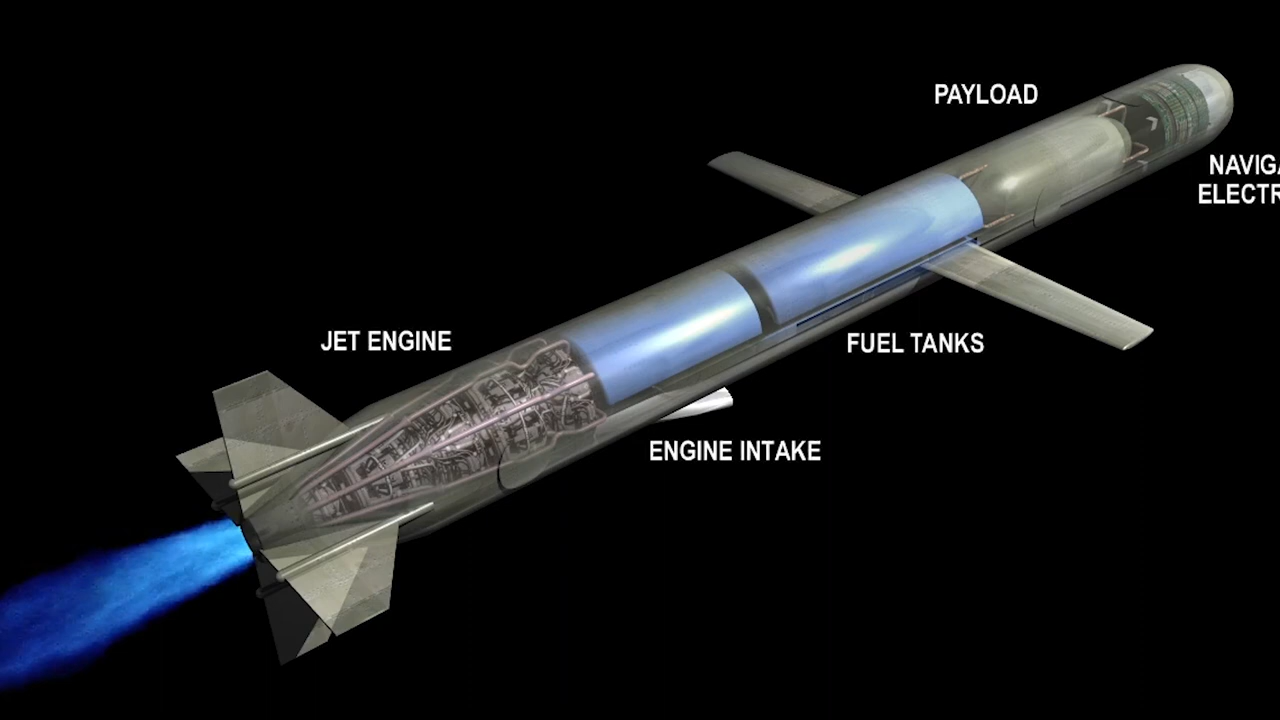 PAYLOAD
NAVIGA
ELECTR
JET ENGINE
FUEL TANKS
ENGINE INTAKE